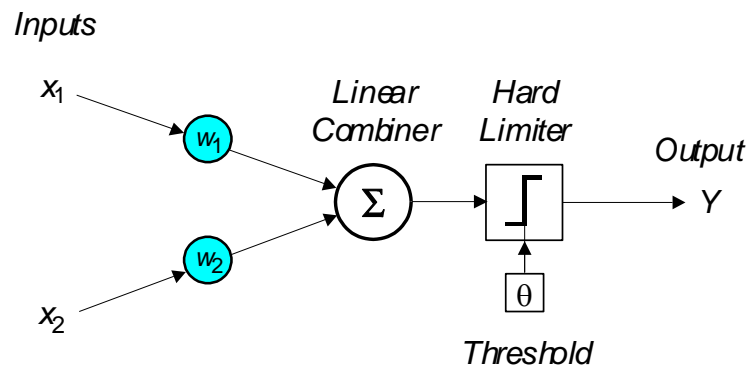 Inputs
x1
w1
Linear
Combiner
Hard
Limiter
Output
Σ
Y
w2
θ
x2
Threshold